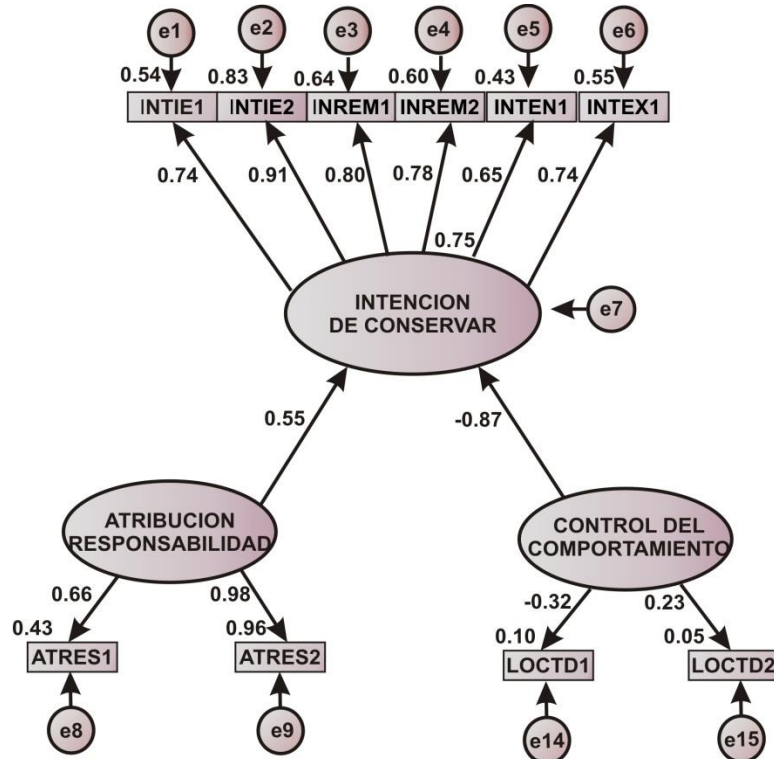 e1 e2 e3 e4 e5 e6
0.54 0.83 0.64 0.60 0.43 0.55
INTIE1 INTIE2 INREM1 INREM2 INTEN1 INTEX1
0.74 0.91 0.80 0.78 0.65 0.74
0.75
INTENCION
DE CONSERVAR
e7
0.55 -0.87
ATRIBUCION
RESPONSABILIDAD
CONTROL DEL
COMPORTAMIENTO
0.66 0.98 -0.32 0.23
0.43 0.96 0.10 0.05
ATRES1 ATRES2 LOCTD1 LOCTD2
e8 e9 e14 e15